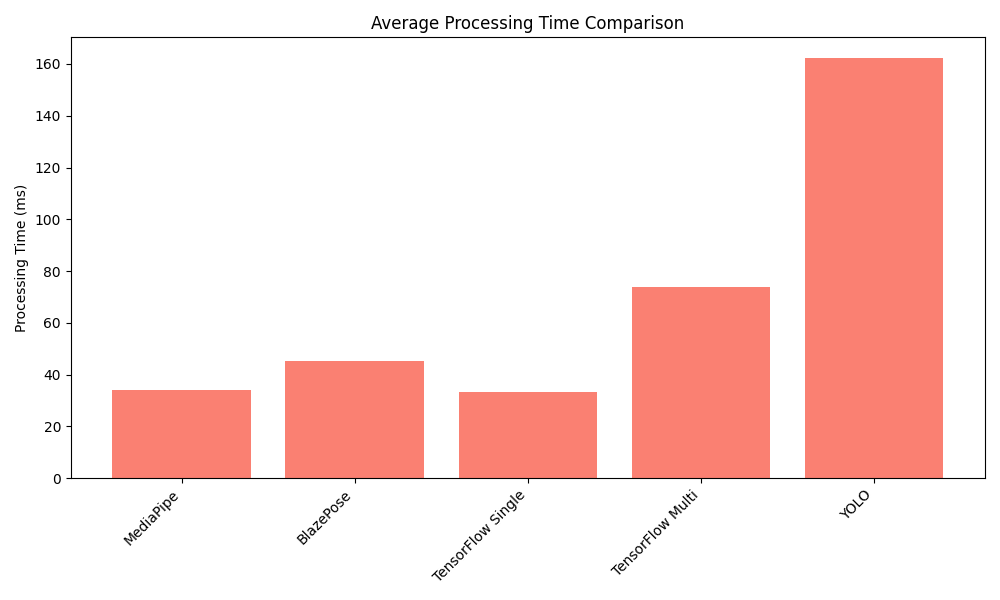 Average Processing Time Comparison
Processing Time (ms)
160
140
120
100
80
60
40
20
0
MediaPipe
BlazePose
TensorFlow Single
TensorFlow Multi
YOLO